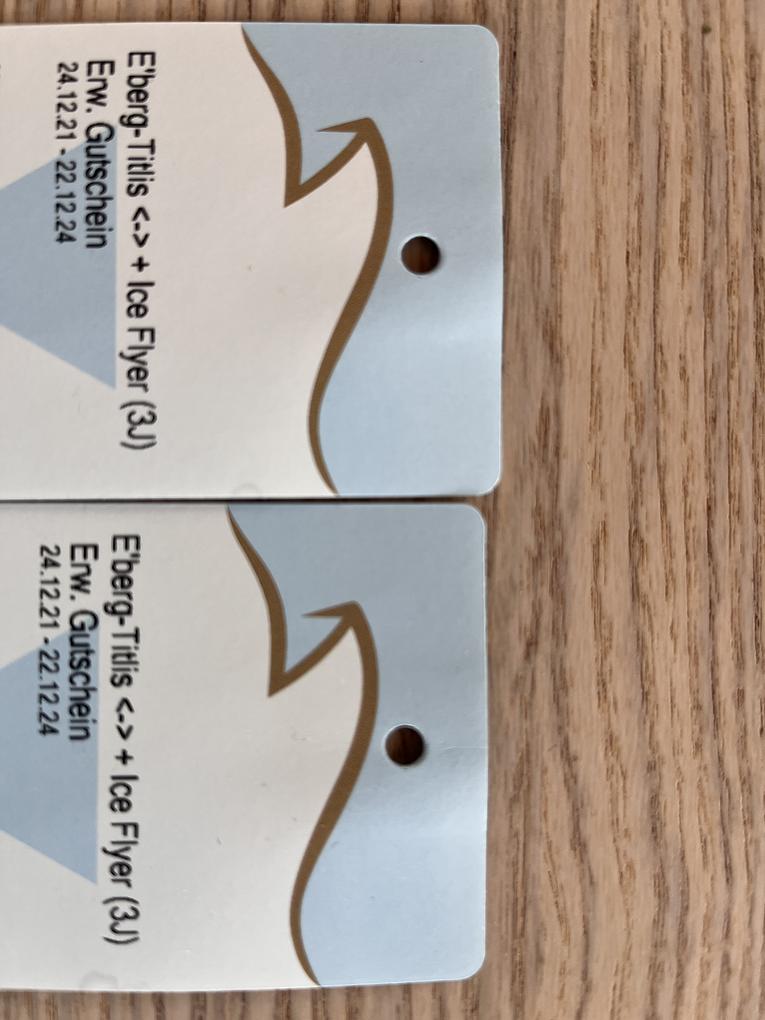 E'berg-Titlis <-> + Ice Flyer (3J)
Erw. Gutschein
24.12.21 - 22.12.24
E'berg-Titlis <-> + Ice Flyer (3J)
Erw. Gutschein
24.12.21 - 22.12.24